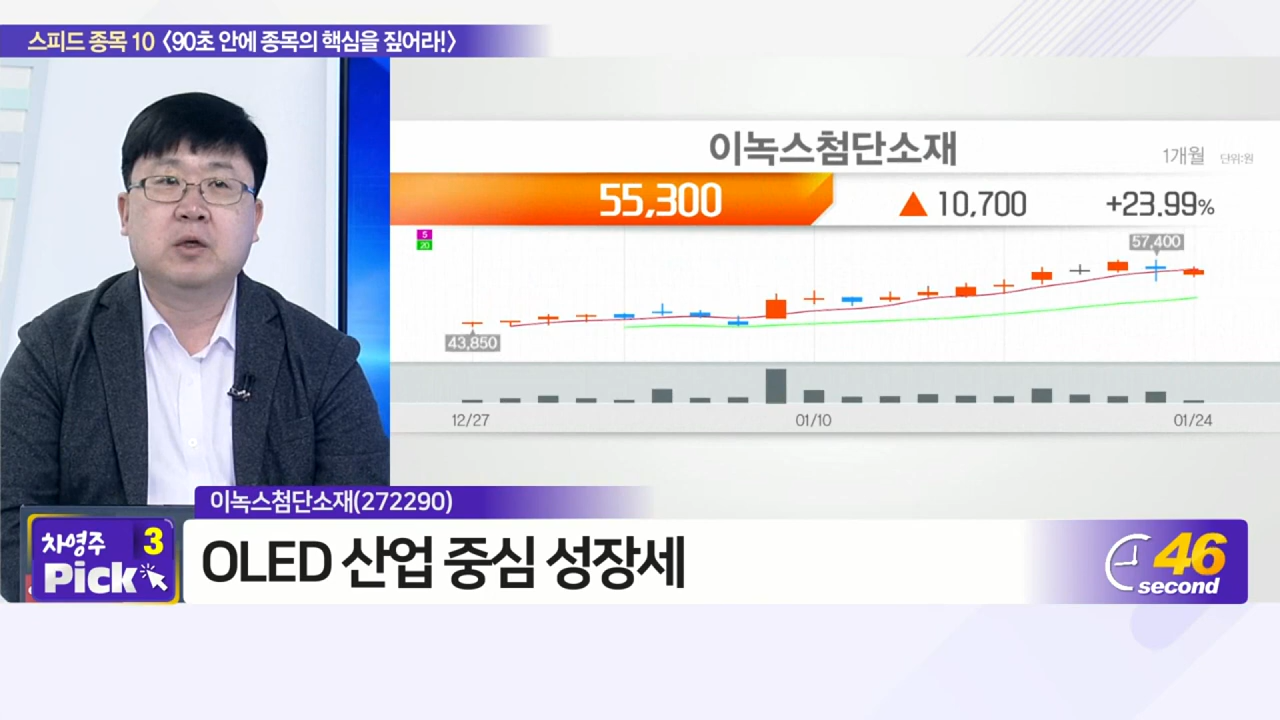 스피드 종목 10 〈90초 안에 종목의 핵심을 짚어라!〉
이녹스첨단소재
1개월 단위:원
55,300 ▲ 10,700 +23.99%
5
20
57,400
43,850
12/27 01/10 01/24
이녹스첨단소재(272290)
차영주 3
Pick
OLED 산업 중심 성장세
46
second